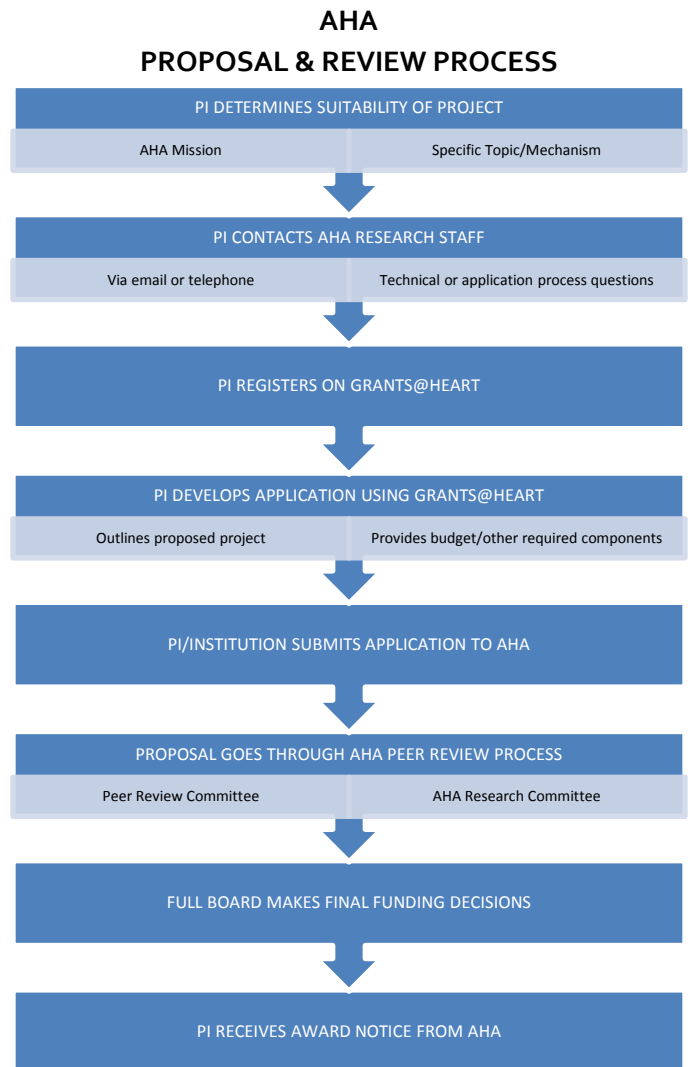 AHA
PROPOSAL & REVIEW PROCESS
PI DETERMINES SUITABILITY OF PROJECT
AHA Mission
Specific Topic/Mechanism
PI CONTACTS AHA RESEARCH STAFF
Via email or telephone
Technical or application process questions
PI REGISTERS ON GRANTS@HEART
PI DEVELOPS APPLICATION USING GRANTS@HEART
Outlines proposed project
Provides budget/other required components
PI/INSTITUTION SUBMITS APPLICATION TO AHA
PROPOSAL GOES THROUGH AHA PEER REVIEW PROCESS
Peer Review Committee
AHA Research Committee
FULL BOARD MAKES FINAL FUNDING DECISIONS
PI RECEIVES AWARD NOTICE FROM AHA